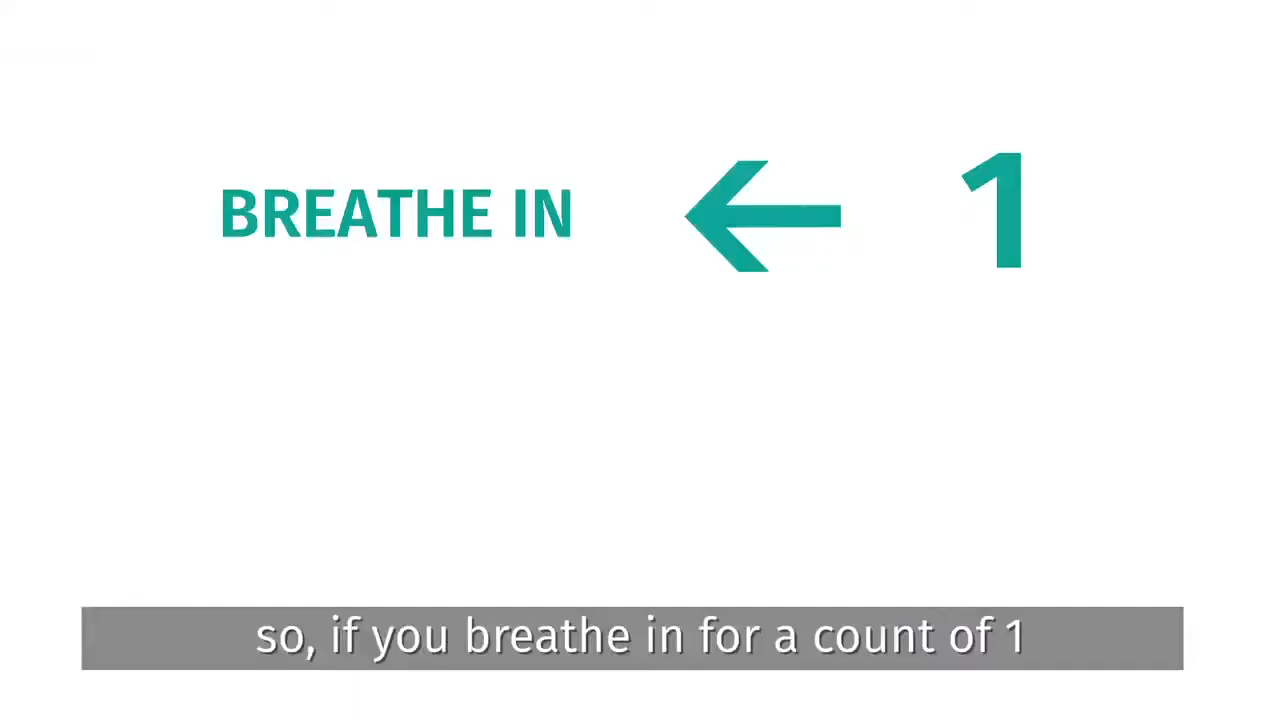 BREATHE IN ← 1
so, if you breathe in for a count of 1